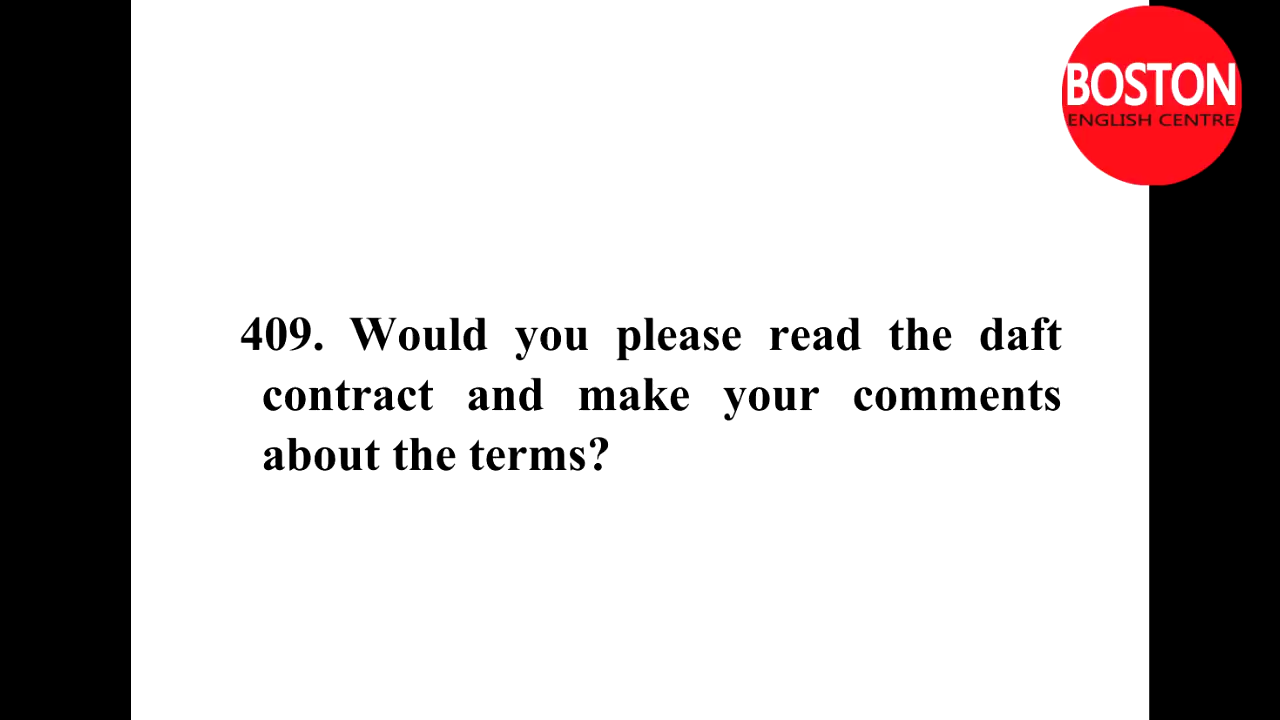 BOSTON
ENGLISH CENTRE
409. Would you please read the daft
contract and make your comments
about the terms?